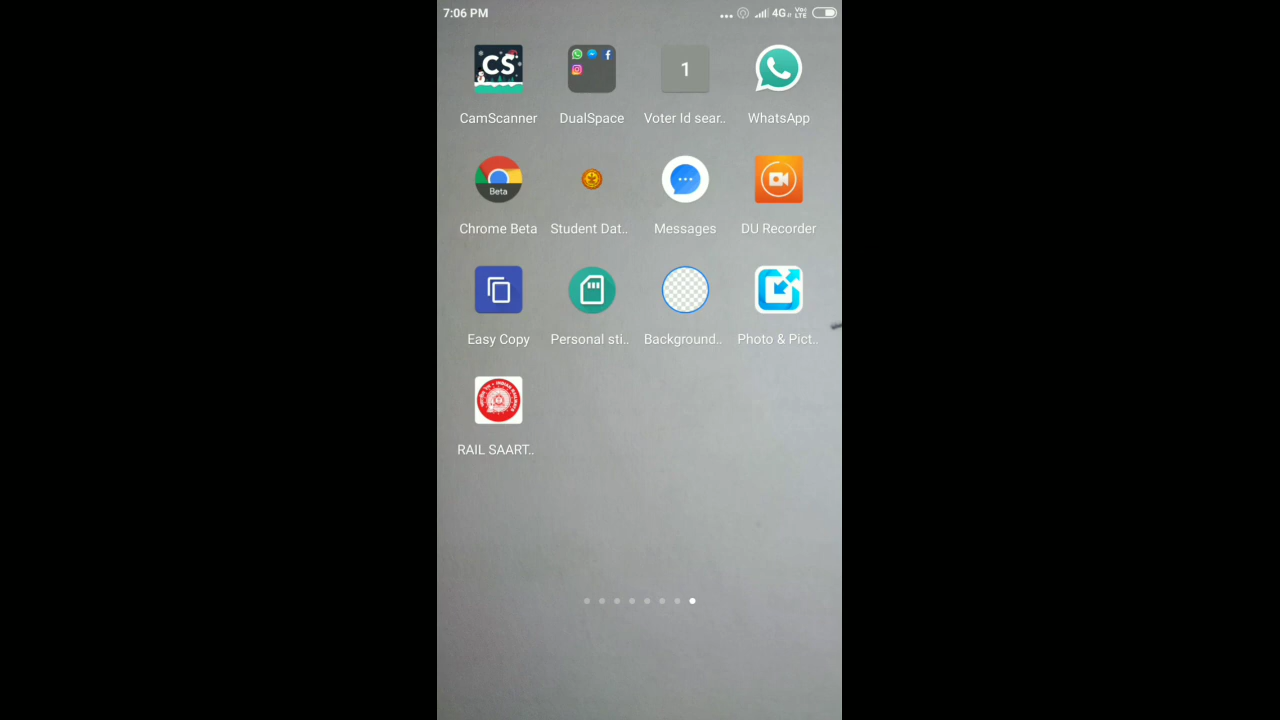 7:06 PM
4G Vo LTE
CS
1
CamScanner DualSpace Voter Id sear.. WhatsApp
Beta
Chrome Beta Student Dat.. Messages DU Recorder
Easy Copy Personal sti.. Background.. Photo & Pict..
RAIL SAART..